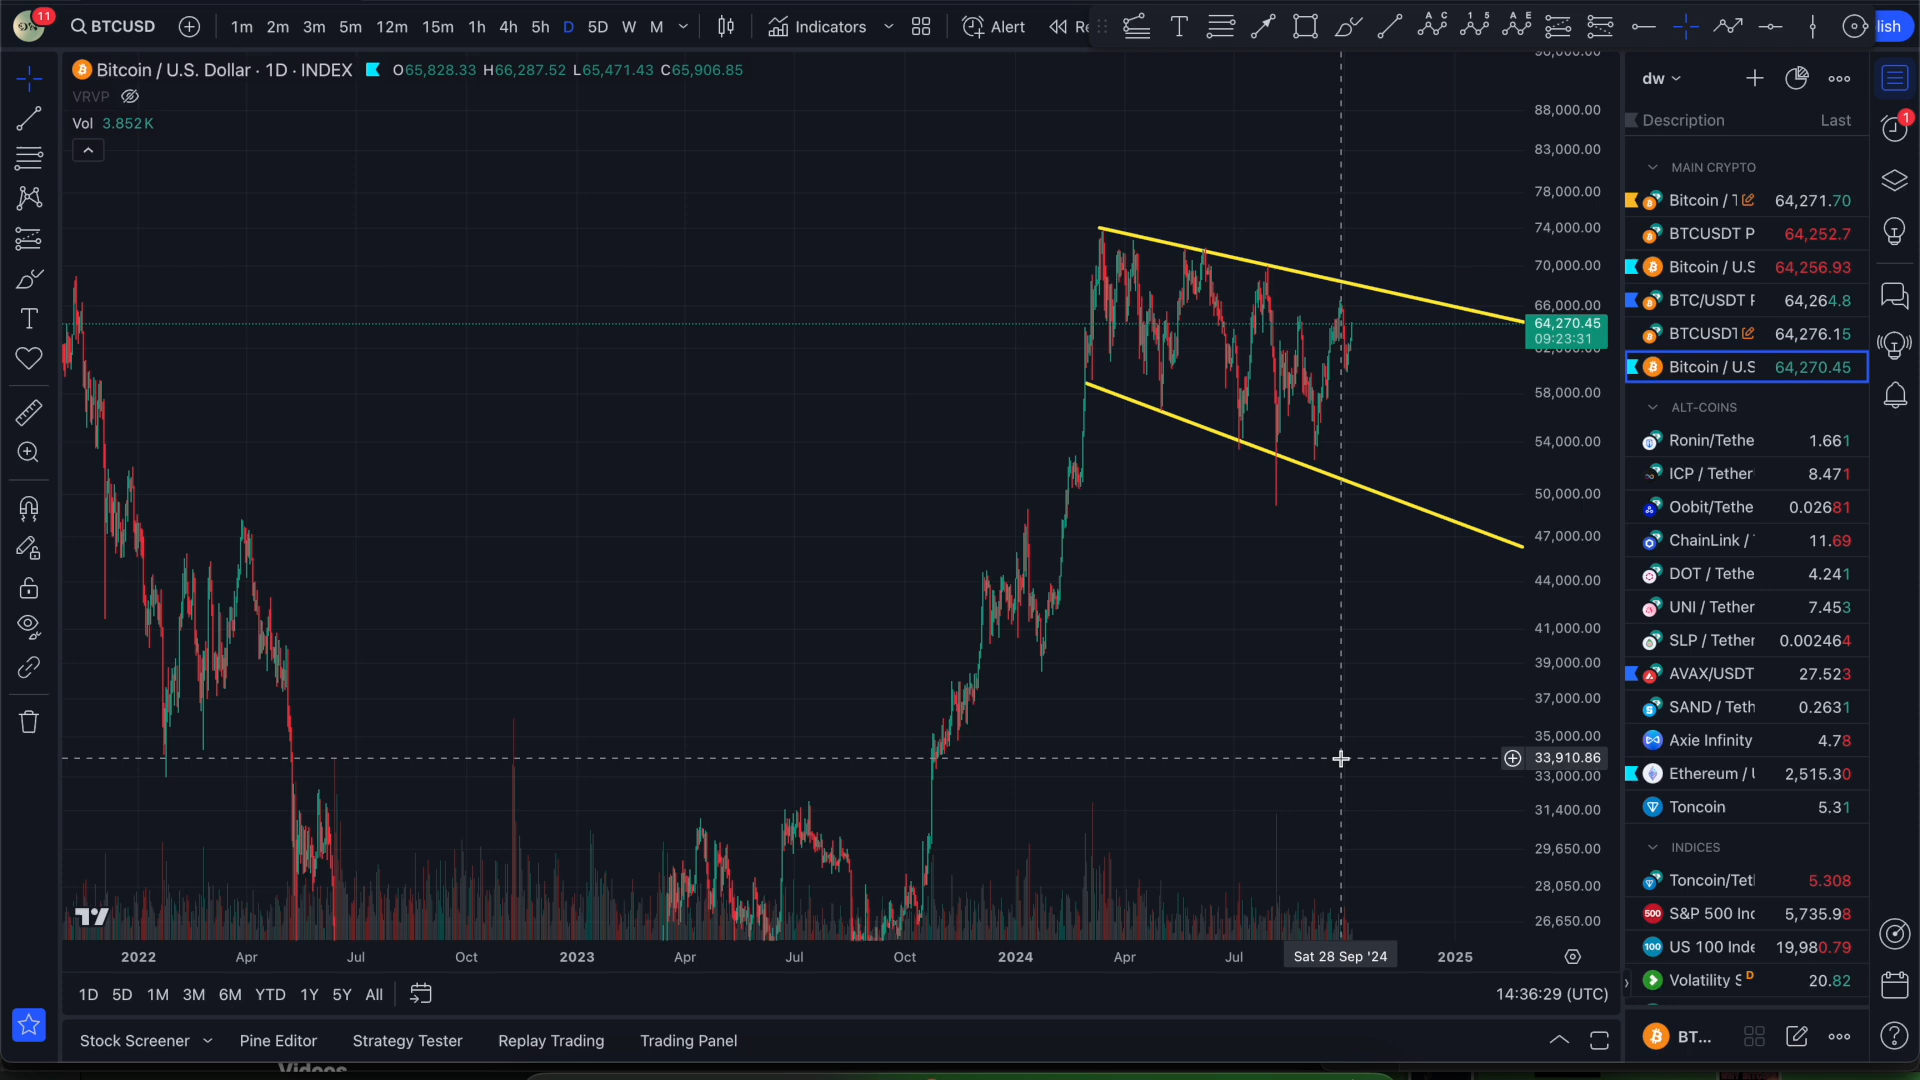 11
BTCUSD
1m 2m 3m 5m 12m 15m 1h 4h 5h D 5D W M
Indicators
Alert
Re
lish
Bitcoin / U.S. Dollar · 1D · INDEX
O65,828.33 H66,287.52 L65,471.43 C65,906.85
VRVP
Vol 3.852 K
88,000.00
83,000.00
78,000.00
74,000.00
70,000.00
66,000.00
64,270.45
09:23:31
62,000.00
58,000.00
54,000.00
50,000.00
47,000.00
44,000.00
41,000.00
39,000.00
37,000.00
35,000.00
33,910.86
33,000.00
31,400.00
29,650.00
28,050.00
26,650.00
2022 Apr Jul Oct 2023 Apr Jul Oct 2024 Apr Jul Sat 28 Sep '24 2025
1D 5D 1M 3M 6M YTD 1Y 5Y All
14:36:29 (UTC)
Stock Screener Pine Editor Strategy Tester Replay Trading Trading Panel
Videos
dw
Description Last
1
MAIN CRYPTO
Bitcoin / T 64,271.70
BTCUSDT P 64,252.7
Bitcoin / U.S 64,256.93
BTC/USDT F 64,264.8
BTCUSDT 64,276.15
Bitcoin / U.S 64,270.45
ALT-COINS
Ronin/Tethe 1.661
ICP / Tether 8.471
Oobit/Tethe 0.02681
ChainLink / 11.69
DOT / Tethe 4.241
UNI / Tether 7.453
SLP / Tether 0.002464
AVAX/USDT 27.523
SAND / Teth 0.2631
Axie Infinity 4.78
Ethereum / U 2,515.30
Toncoin 5.31
INDICES
Toncoin/Tetl 5.308
500 S&P 500 Inc 5,735.98
100 US 100 Inde 19,980.79
Volatility S D 20.82
BT...